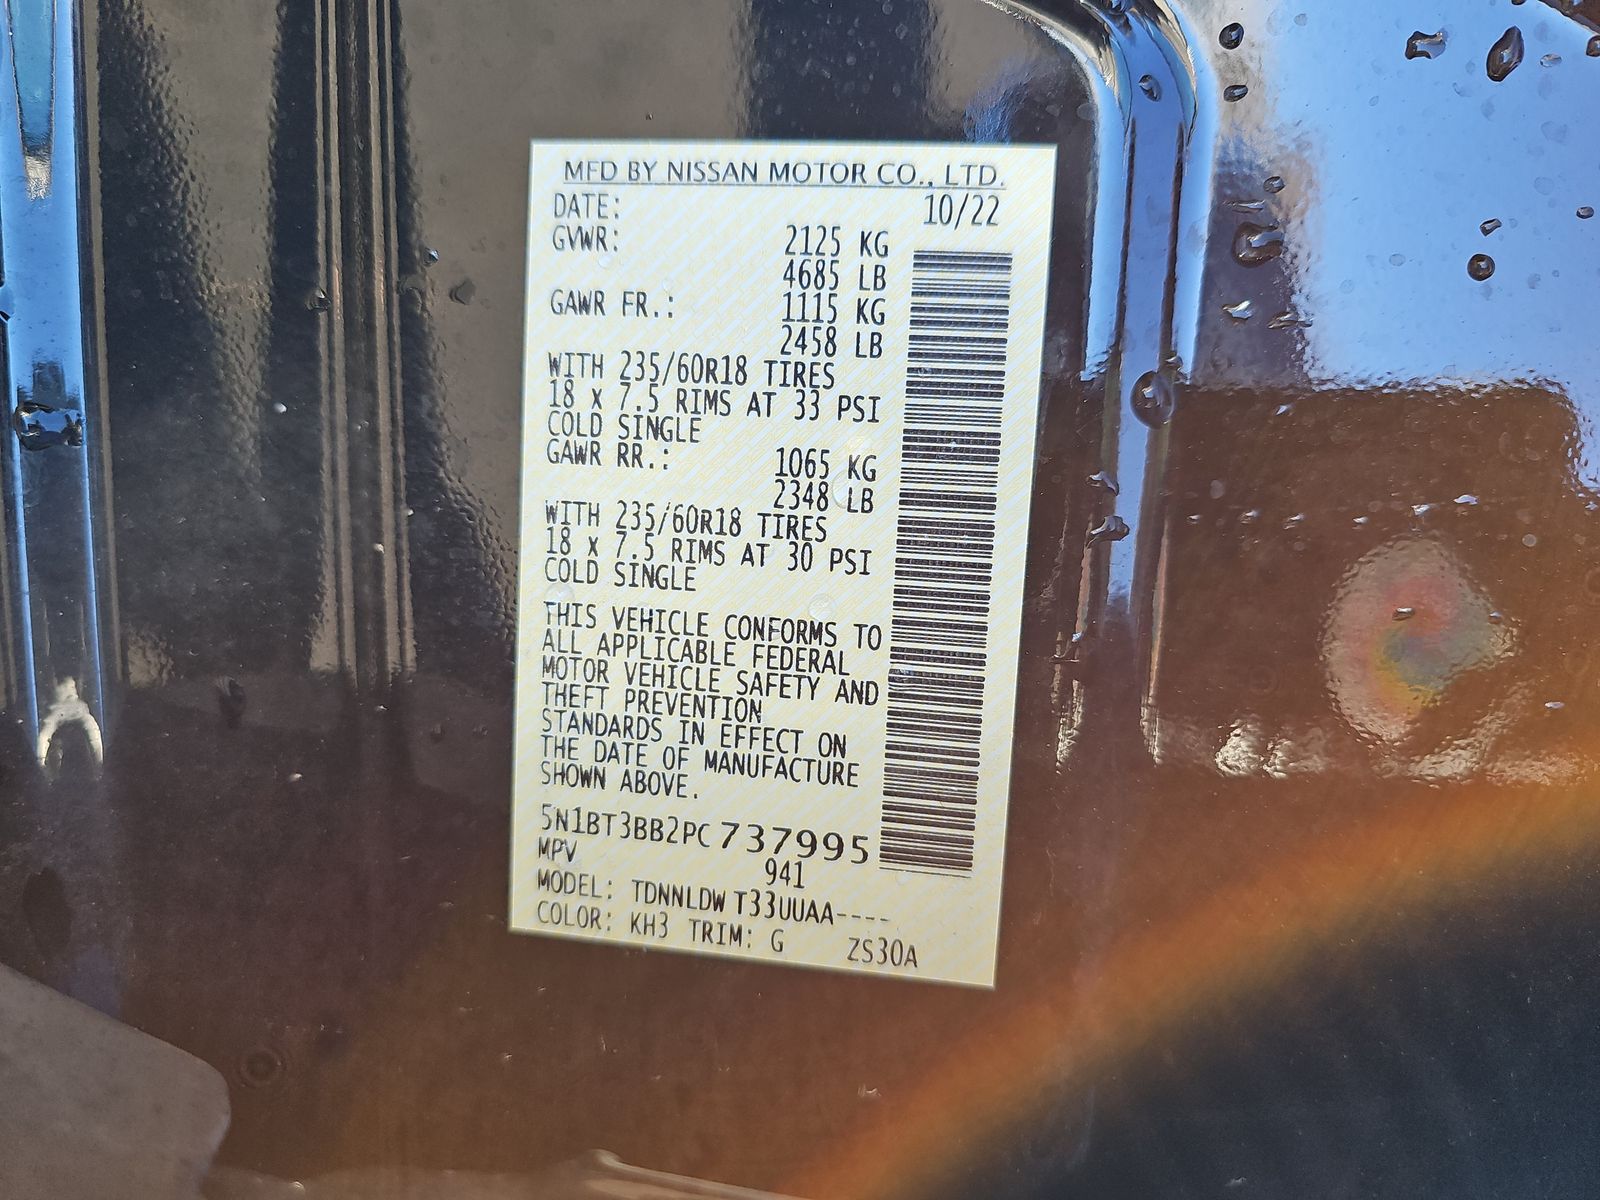 MFD BY NISSAN MOTOR CO., LTD.
DATE: 10/22
GVWR: 2125 KG
4685 LB
GAWR FR.: 1115 KG
2458 LB
WITH 235/60R18 TIRES
18 x 7.5 RIMS AT 33 PSI
COLD SINGLE
GAWR RR.: 1065 KG
2348 LB
WITH 235/60R18 TIRES
18 x 7.5 RIMS AT 30 PSI
COLD SINGLE
THIS VEHICLE CONFORMS TO
ALL APPLICABLE FEDERAL
MOTOR VEHICLE SAFETY AND
THEFT PREVENTION
STANDARDS IN EFFECT ON
THE DATE OF MANUFACTURE
SHOWN ABOVE.
5N1BT3BB2PC737995
MPV 941
MODEL: TDNNLDW T33UUAA----
COLOR: KH3 TRIM: G ZS30A